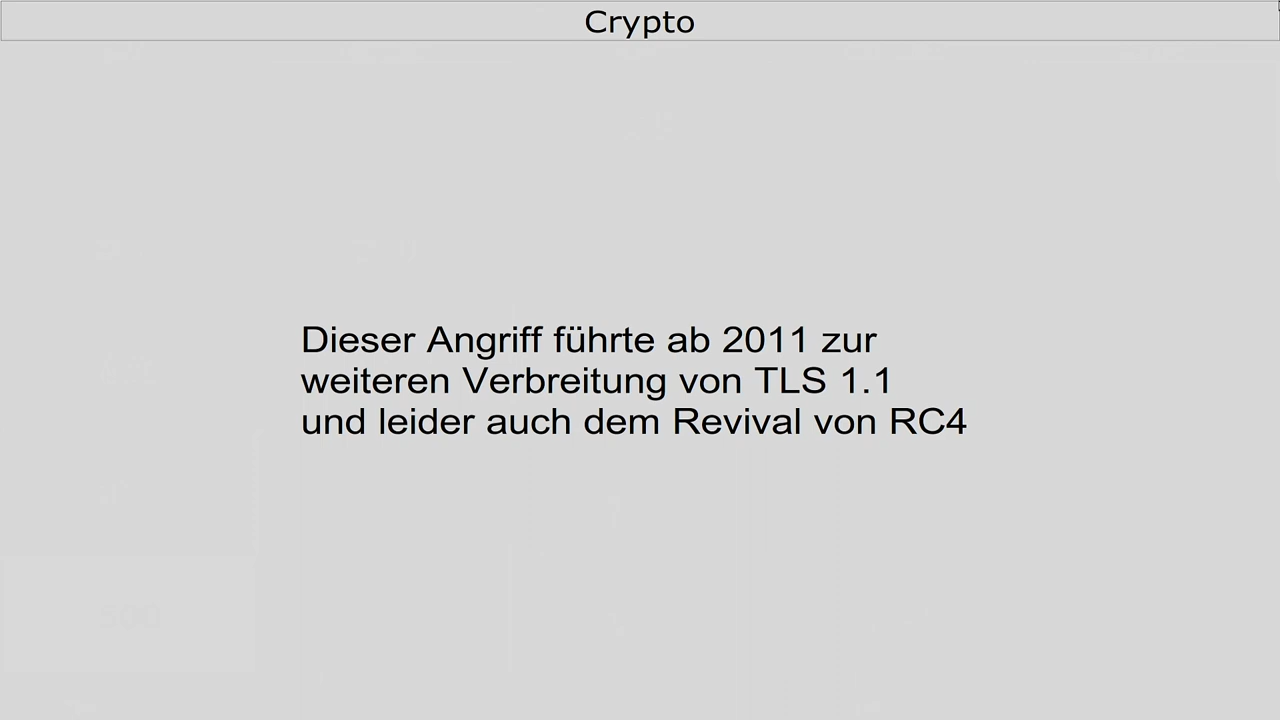 Crypto
Dieser Angriff führte ab 2011 zur
weiteren Verbreitung von TLS 1.1
und leider auch dem Revival von RC4
500